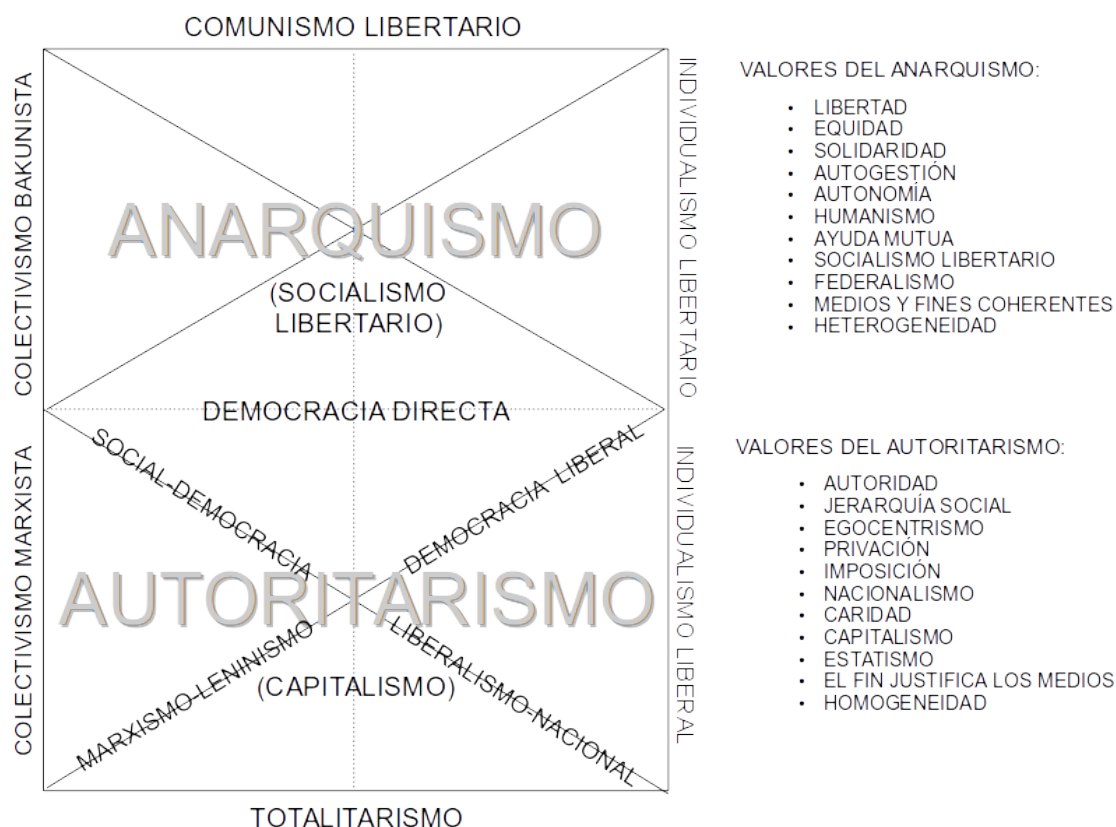 COMUNISMO LIBERTARIO
COLECTIVISMO BAKUNISTA
INDIVIDUALISMO LIBERTARIO
ANARQUISMO
(SOCIALISMO
LIBERTARIO)
DEMOCRACIA DIRECTA
COLECTIVISMO MARXISTA
INDIVIDUALISMO LIBERAL
SOCIAL-DEMOCRACIA
DEMOCRACIA LIBERAL
AUTORITARISMO
MARXISMO-LENINISMO
LIBERALISMO-NACIONAL
(CAPITALISMO)
TOTALITARISMO
VALORES DEL ANARQUISMO:
• LIBERTAD
• EQUIDAD
• SOLIDARIDAD
• AUTOGESTIÓN
• AUTONOMÍA
• HUMANISMO
• AYUDA MUTUA
• SOCIALISMO LIBERTARIO
• FEDERALISMO
• MEDIOS Y FINES COHERENTES
• HETEROGENEIDAD
VALORES DEL AUTORITARISMO:
• AUTORIDAD
• JERARQUÍA SOCIAL
• EGOCENTRISMO
• PRIVACIÓN
• IMPOSICIÓN
• NACIONALISMO
• CARIDAD
• CAPITALISMO
• ESTATISMO
• EL FIN JUSTIFICA LOS MEDIOS
• HOMOGENEIDAD